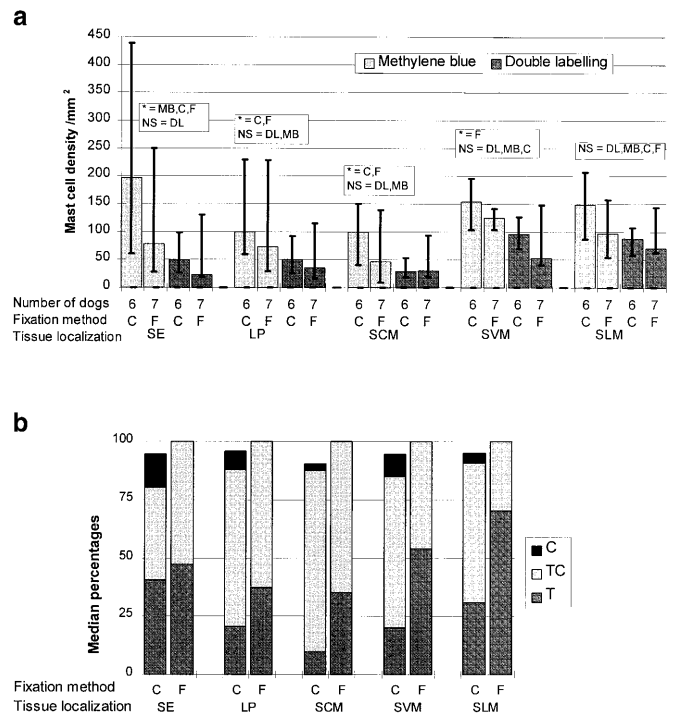 a
450
400
350
300
250
200
150
100
50
0
Mast cell density /mm²
Methylene blue
Double labelling
* = MB,C,F
NS = DL
* = C,F
NS = DL,MB
* = C,F
NS = DL,MB
* = F
NS = DL,MB,C
NS = DL,MB,C,F
Number of dogs 6 7 6 7 6 7 6 7 6 7 6 7 6 7 6 7 6 7 6 7
Fixation method C F C F C F C F C F C F C F C F C F C F
Tissue localization SE LP SCM SVM SLM
b
100
75
50
25
0
Median percentages
C
TC
T
Fixation method C F C F C F C F C F
Tissue localization SE LP SCM SVM SLM